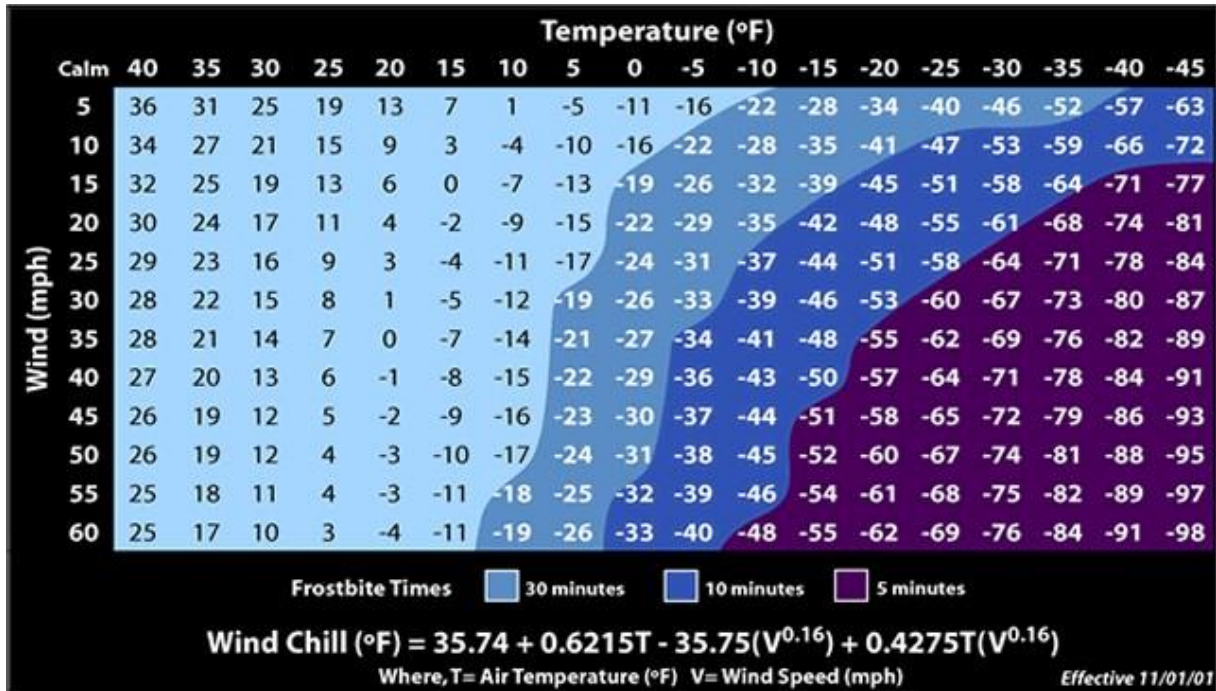 Temperature (ºF)
Calm 40 35 30 25 20 15 10 5 0 -5 -10 -15 -20 -25 -30 -35 -40 -45
5 36 31 25 19 13 7 1 -5 -11 -16 -22 -28 -34 -40 -46 -52 -57 -63
10 34 27 21 15 9 3 -4 -10 -16 -22 -28 -35 -41 -47 -53 -59 -66 -72
15 32 25 19 13 6 0 -7 -13 -19 -26 -32 -39 -45 -51 -58 -64 -71 -77
20 30 24 17 11 4 -2 -9 -15 -22 -29 -35 -42 -48 -55 -61 -68 -74 -81
25 29 23 16 9 3 -4 -11 -17 -24 -31 -37 -44 -51 -58 -64 -71 -78 -84
30 28 22 15 8 1 -5 -12 -19 -26 -33 -39 -46 -53 -60 -67 -73 -80 -87
35 28 21 14 7 0 -7 -14 -21 -27 -34 -41 -48 -55 -62 -69 -76 -82 -89
40 27 20 13 6 -1 -8 -15 -22 -29 -36 -43 -50 -57 -64 -71 -78 -84 -91
45 26 19 12 5 -2 -9 -16 -23 -30 -37 -44 -51 -58 -65 -72 -79 -86 -93
50 26 19 12 4 -3 -10 -17 -24 -31 -38 -45 -52 -60 -67 -74 -81 -88 -95
55 25 18 11 4 -3 -11 -18 -25 -32 -39 -46 -54 -61 -68 -75 -82 -89 -97
60 25 17 10 3 -4 -11 -19 -26 -33 -40 -48 -55 -62 -69 -76 -84 -91 -98
Wind (mph)
Frostbite Times 30 minutes 10 minutes 5 minutes
Wind Chill (ºF) = 35.74 + 0.6215T - 35.75(V^0.16) + 0.4275T(V^0.16)
Where, T= Air Temperature (ºF) V= Wind Speed (mph) Effective 11/01/01